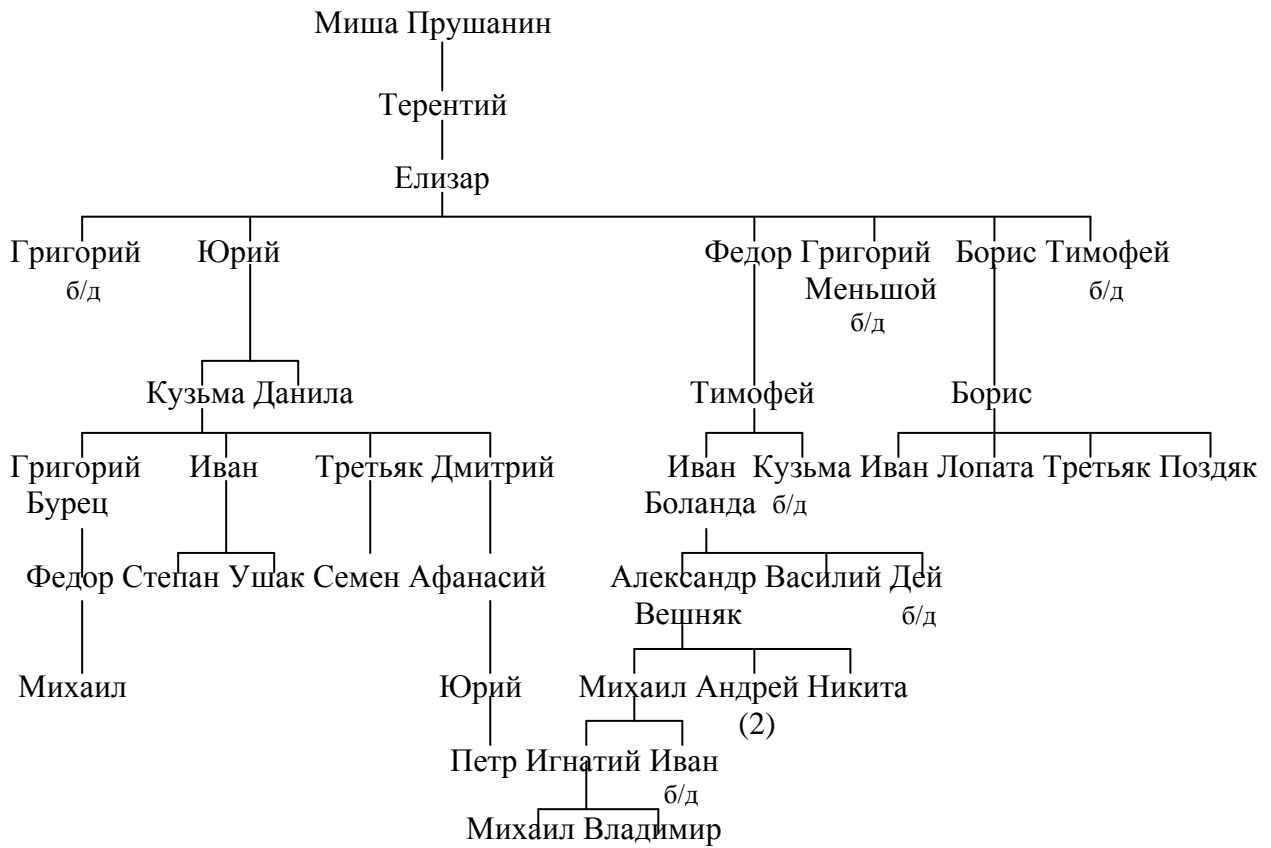 Миша Прушанин
Терентий
Елизар
Григорий Юрий Федор Григорий Борис Тимофей
б/д Меньшой б/д
б/д
Кузьма Данила Тимофей Борис
Григорий Иван Третьяк Дмитрий Иван Кузьма Иван Лопата Третьяк Поздяк
Бурец Боланда б/д
Федор Степан Ушак Семен Афанасий Александр Василий Дей
Вешняк б/д
Михаил Юрий Михаил Андрей Никита
(2)
Петр Игнатий Иван
б/д
Михаил Владимир